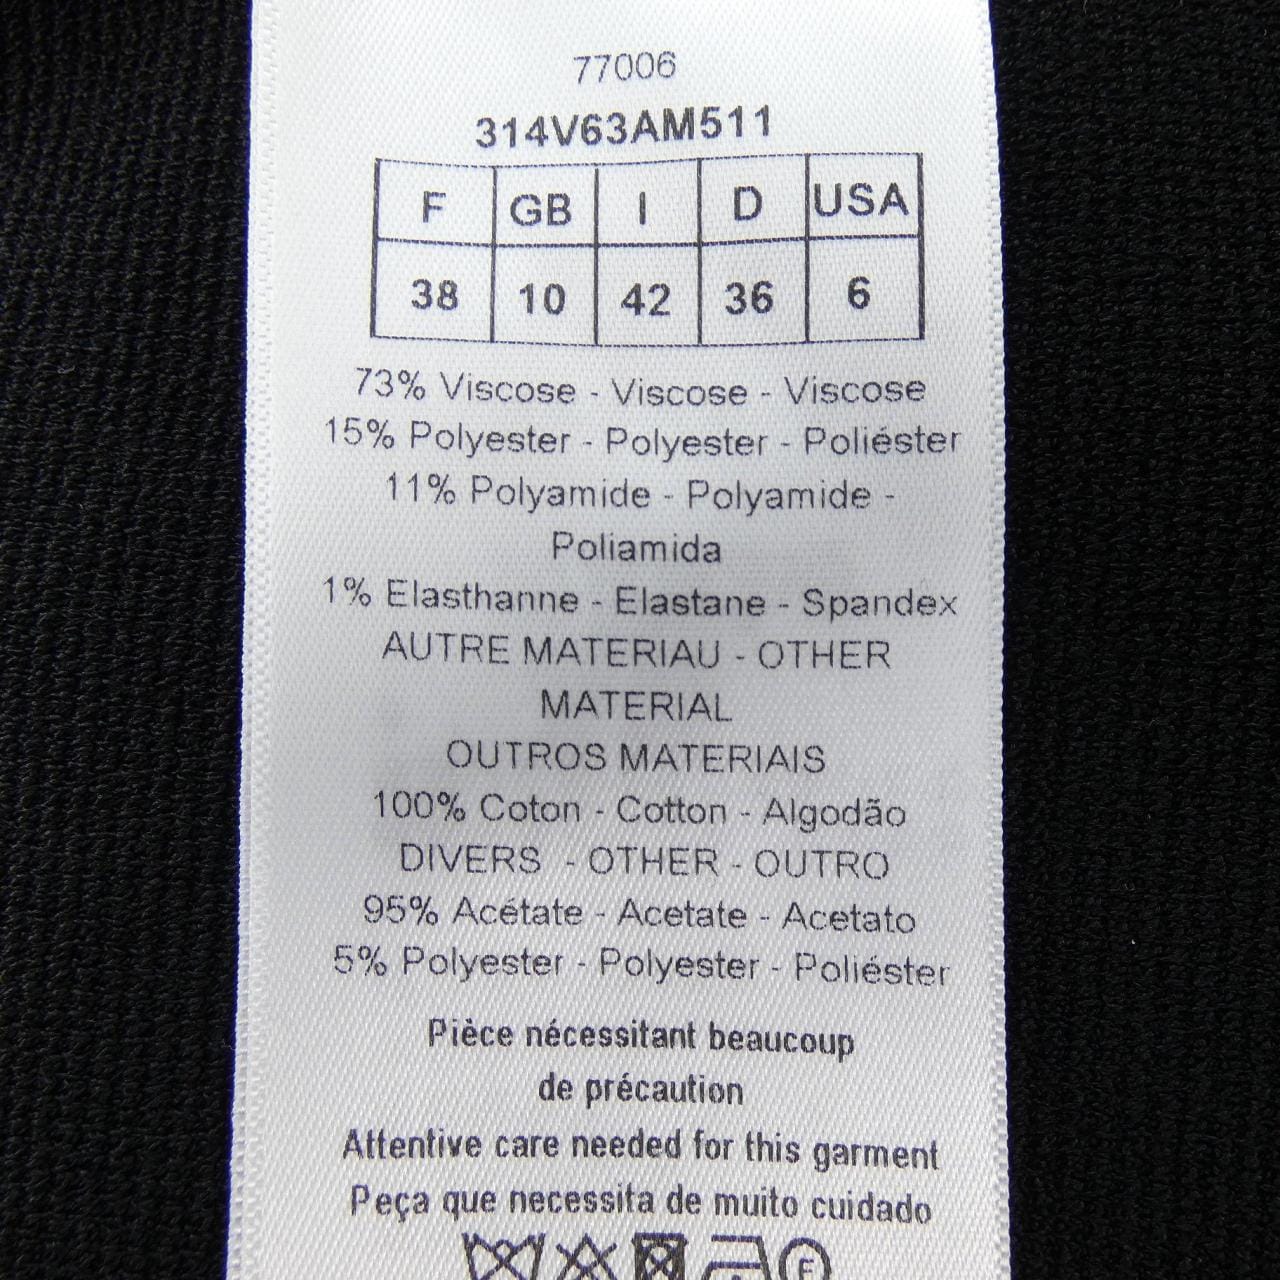 77006
314V63AM511
F GB I D USA
38 10 42 36 6
73% Viscose - Viscose - Viscose
15% Polyester - Polyester - Poliéster
11% Polyamide - Polyamide -
Poliamida
1% Elasthanne - Elastane - Spandex
AUTRE MATERIAU - OTHER
MATERIAL
OUTROS MATERIAIS
100% Coton - Cotton - Algodão
DIVERS - OTHER - OUTRO
95% Acétate - Acetate - Acetato
5% Polyester - Polyester - Poliéster
Pièce nécessitant beaucoup
de précaution
Attentive care needed for this garment
Peça que necessita de muito cuidado
F